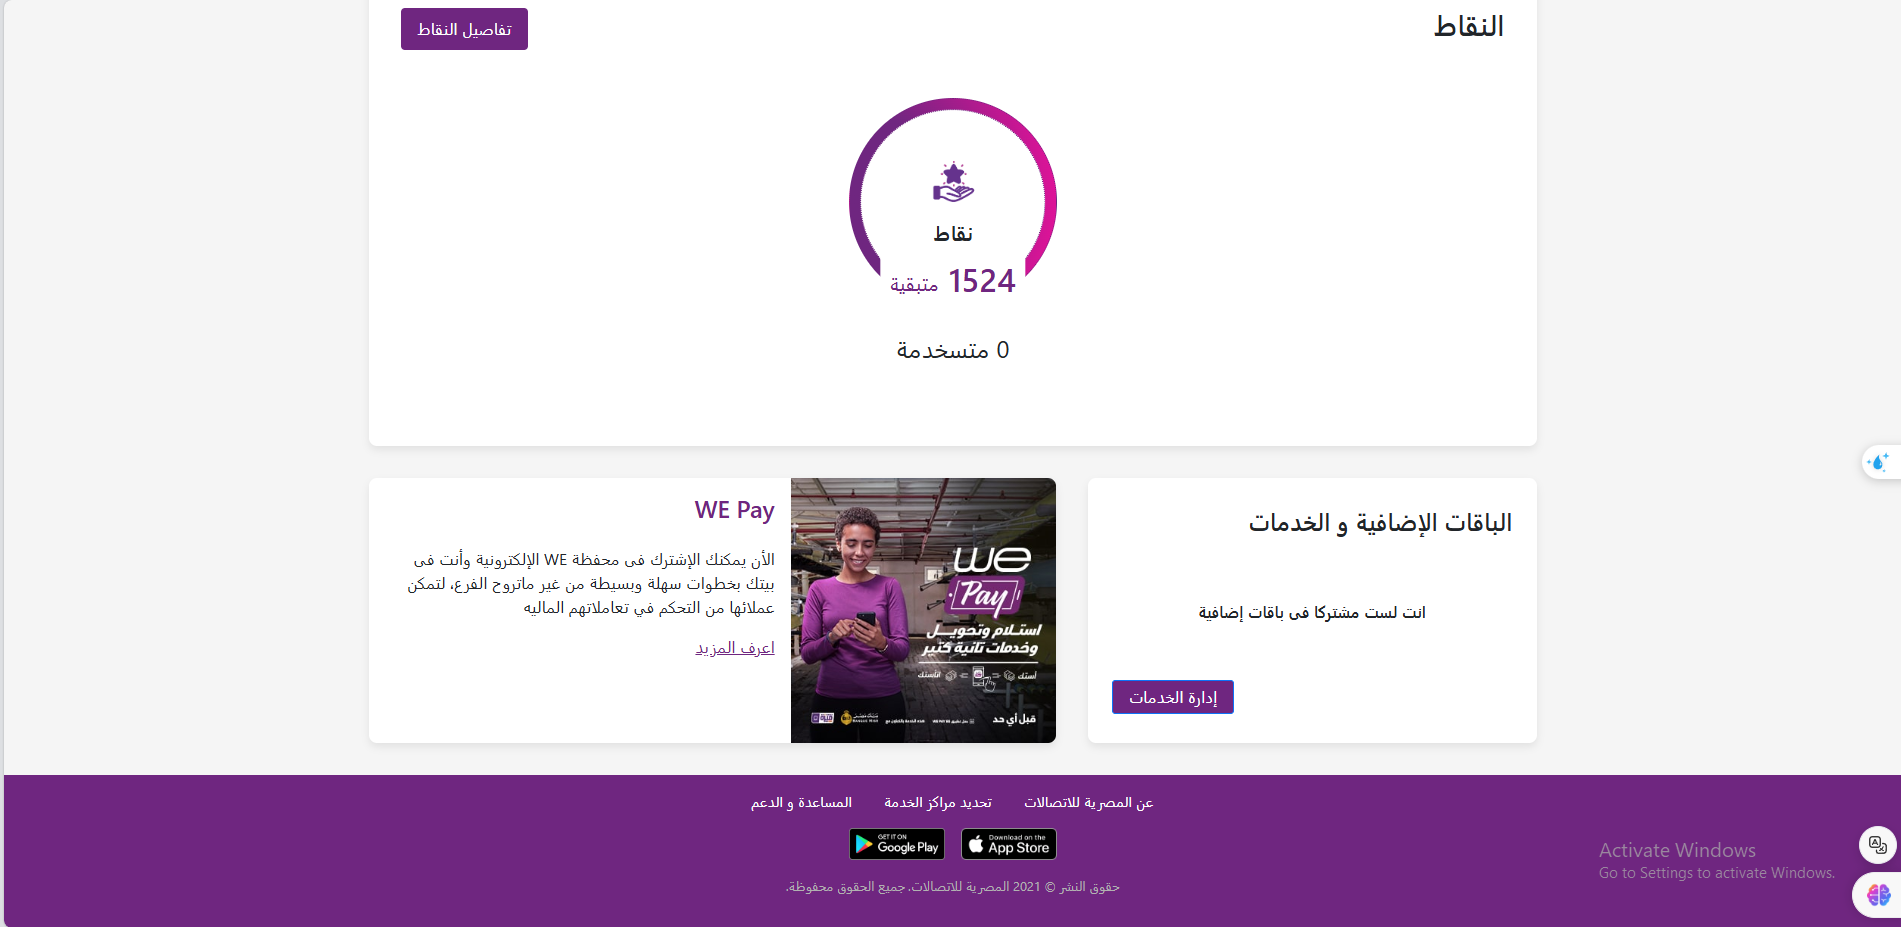 النقاط
تفاصيل النقاط
نقاط
1524 متبقية
0 متسخدمة
الباقات الإضافية و الخدمات
انت لست مشتركا فى باقات إضافية
إدارة الخدمات
we
Pay
استلام وتحويل
وخدمات تانية كتير
قبل أي حد
WE Pay
الأن يمكنك الإشترك فى محفظة WE الإلكترونية وأنت فى
بيتك بخطوات سهلة وبسيطة من غير ماتروح الفرع، لتمكن
عملائها من التحكم في تعاملاتهم الماليه
اعرف المزيد
عن المصرية للاتصالات
تحديد مراكز الخدمة
المساعدة و الدعم
Download on the
App Store
GET IT ON
Google Play
حقوق النشر © 2021 المصرية للاتصالات. جميع الحقوق محفوظة.
Activate Windows
Go to Settings to activate Windows.